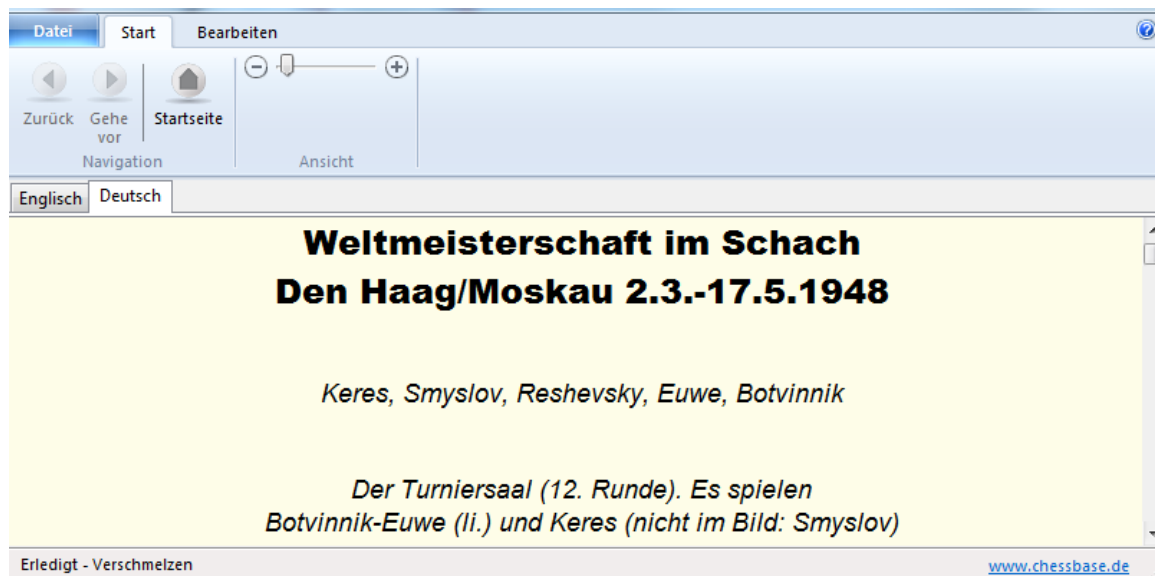 Datei Start Bearbeiten
Zurück Gehe vor Startseite
Navigation Ansicht
Englisch Deutsch
Weltmeisterschaft im Schach
Den Haag/Moskau 2.3.-17.5.1948
Keres, Smyslov, Reshevsky, Euwe, Botvinnik
Der Turniersaal (12. Runde). Es spielen
Botvinnik-Euwe (li.) und Keres (nicht im Bild: Smyslov)
Erledigt - Verschmelzen www.chessbase.de